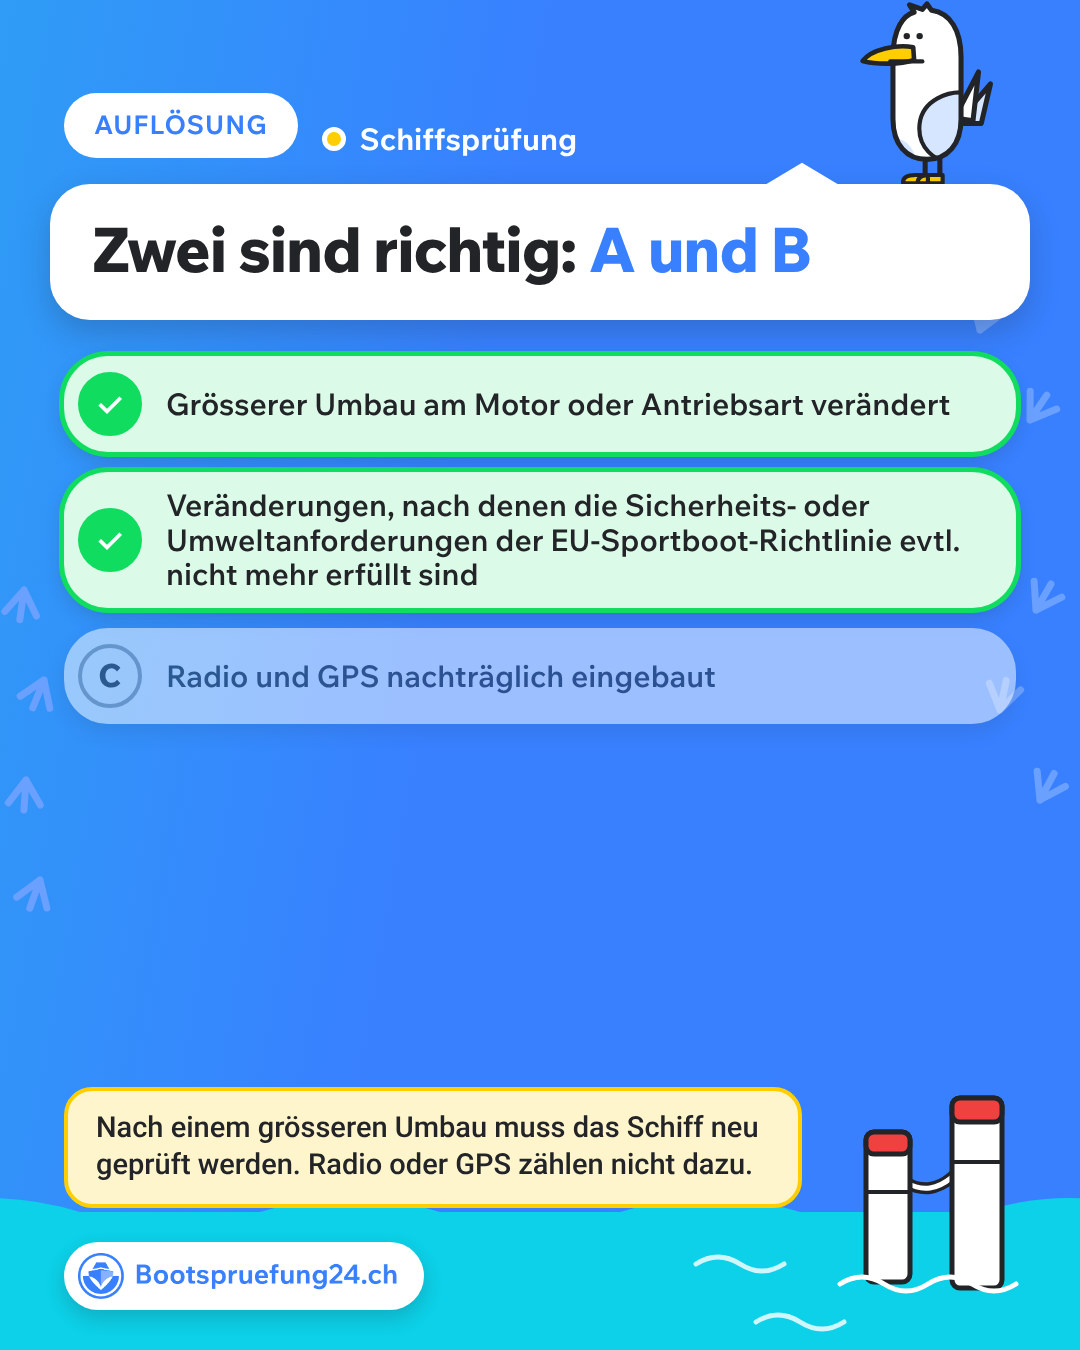 AUFLÖSUNG
Schiffsprüfung
Zwei sind richtig: A und B
Grösserer Umbau am Motor oder Antriebsart verändert
Veränderungen, nach denen die Sicherheits- oder
Umweltanforderungen der EU-Sportboot-Richtlinie evtl.
nicht mehr erfüllt sind
C Radio und GPS nachträglich eingebaut
Nach einem grösseren Umbau muss das Schiff neu
geprüft werden. Radio oder GPS zählen nicht dazu.
Bootspruefung24.ch